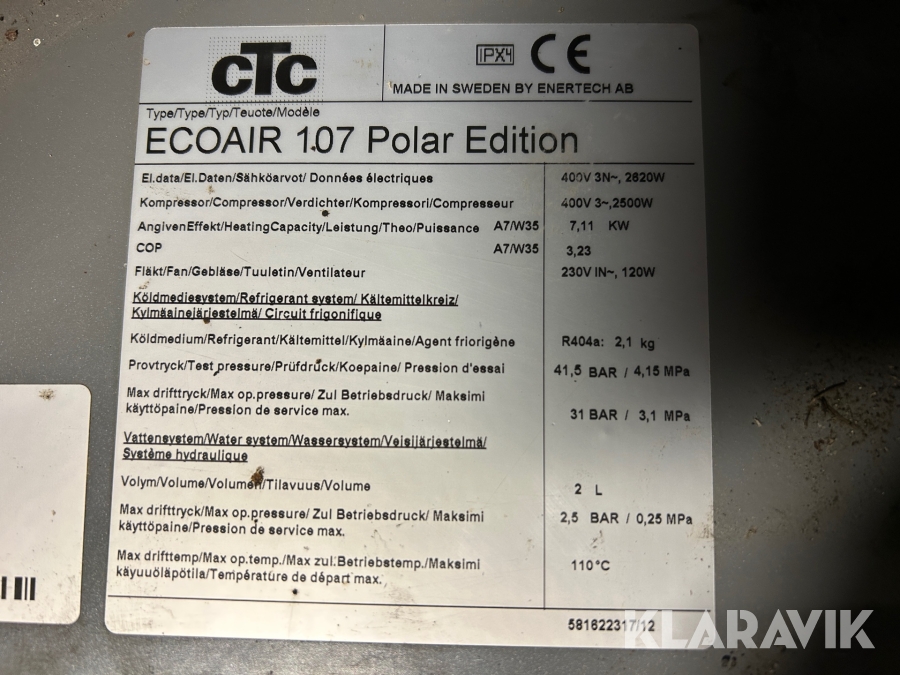 CTC
IPX4 CE
MADE IN SWEDEN BY ENERTECH AB
Type/Type/Typ/Teuote/Modèle
ECOAIR 107 Polar Edition
El.data/El.Daten/Sähköarvot/ Données électriques 400V 3N~, 2820W
Kompressor/Compressor/Verdichter/Kompressori/Compresseur 400V 3~,2500W
AngivenEffekt/HeatingCapacity/Leistung/Theo/Puissance A7/W35 7,11 KW
COP A7/W35 3,23
Fläkt/Fan/Gebläse/Tuuletin/Ventilateur 230V IN~, 120W
Köldmediesystem/Refrigerant system/ Kältemittelkreiz/
Kylmäainejärjestelmä/ Circuit frigonifique
Köldmedium/Refrigerant/Kältemittel/Kylmäaine/Agent friorigène R404a: 2,1 kg
Provtryck/Test pressure/Prüfdrück/Koepaine/ Pression d'essai 41,5 BAR / 4,15 MPa
Max drifttryck/Max op.pressure/ Zul Betriebsdruck/ Maksimi
käyttöpaine/Pression de service max. 31 BAR / 3,1 MPa
Vattensystem/Water system/Wassersystem/Veisijärjestelmä/
Système hydraulique
Volym/Volume/Volumen/Tilavuus/Volume 2 L
Max drifttryck/Max op.pressure/ Zul Betriebsdruck/ Maksimi
käyttöpaine/Pression de service max. 2,5 BAR / 0,25 MPa
Max drifttemp/Max op.temp./Max zul.Betriebstemp./Maksimi
käyuuöläpötila/Température de départ max. 110°C
581622317/12
KLARAVIK